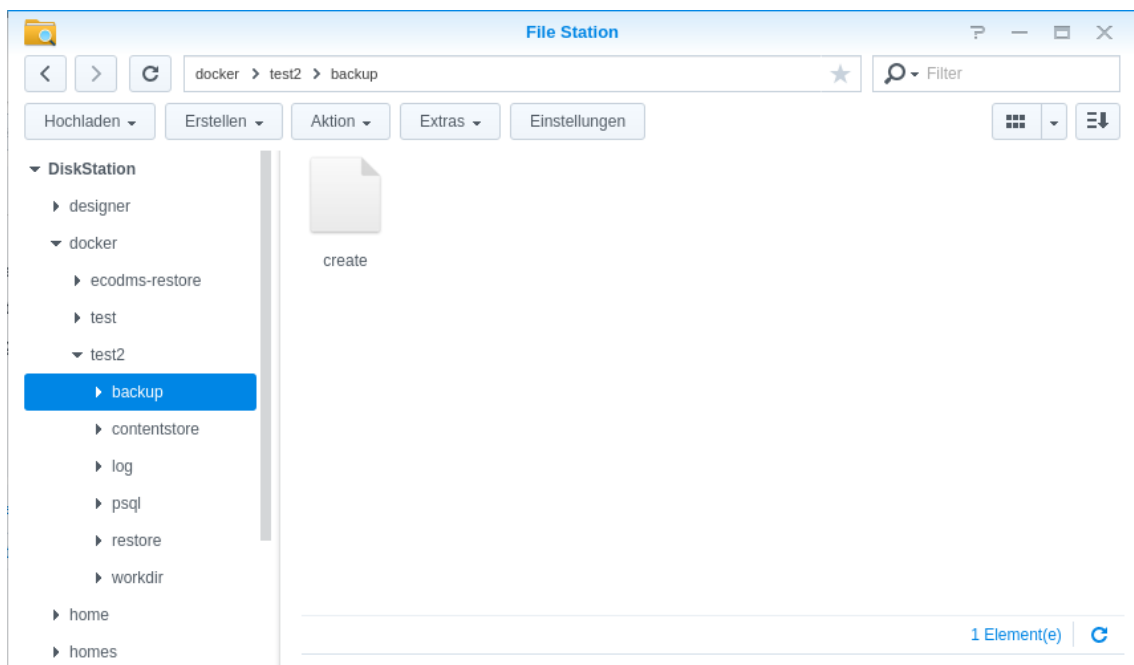 File Station
docker > test2 > backup
Filter
Hochladen Erstellen Aktion Extras Einstellungen
DiskStation
designer
docker
ecodms-restore
test
test2
backup
contentstore
log
psql
restore
workdir
home
homes
create
1 Element(e)